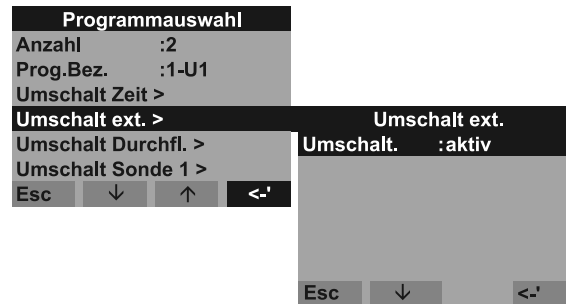 Programmauswahl
Anzahl :2
Prog.Bez. :1-U1
Umschalt Zeit >
Umschalt ext. >
Umschalt Durchfl. >
Umschalt Sonde 1 >
Esc ↓ ↑ <-'
Umschalt ext.
Umschalt. :aktiv
Esc ↓ <-'